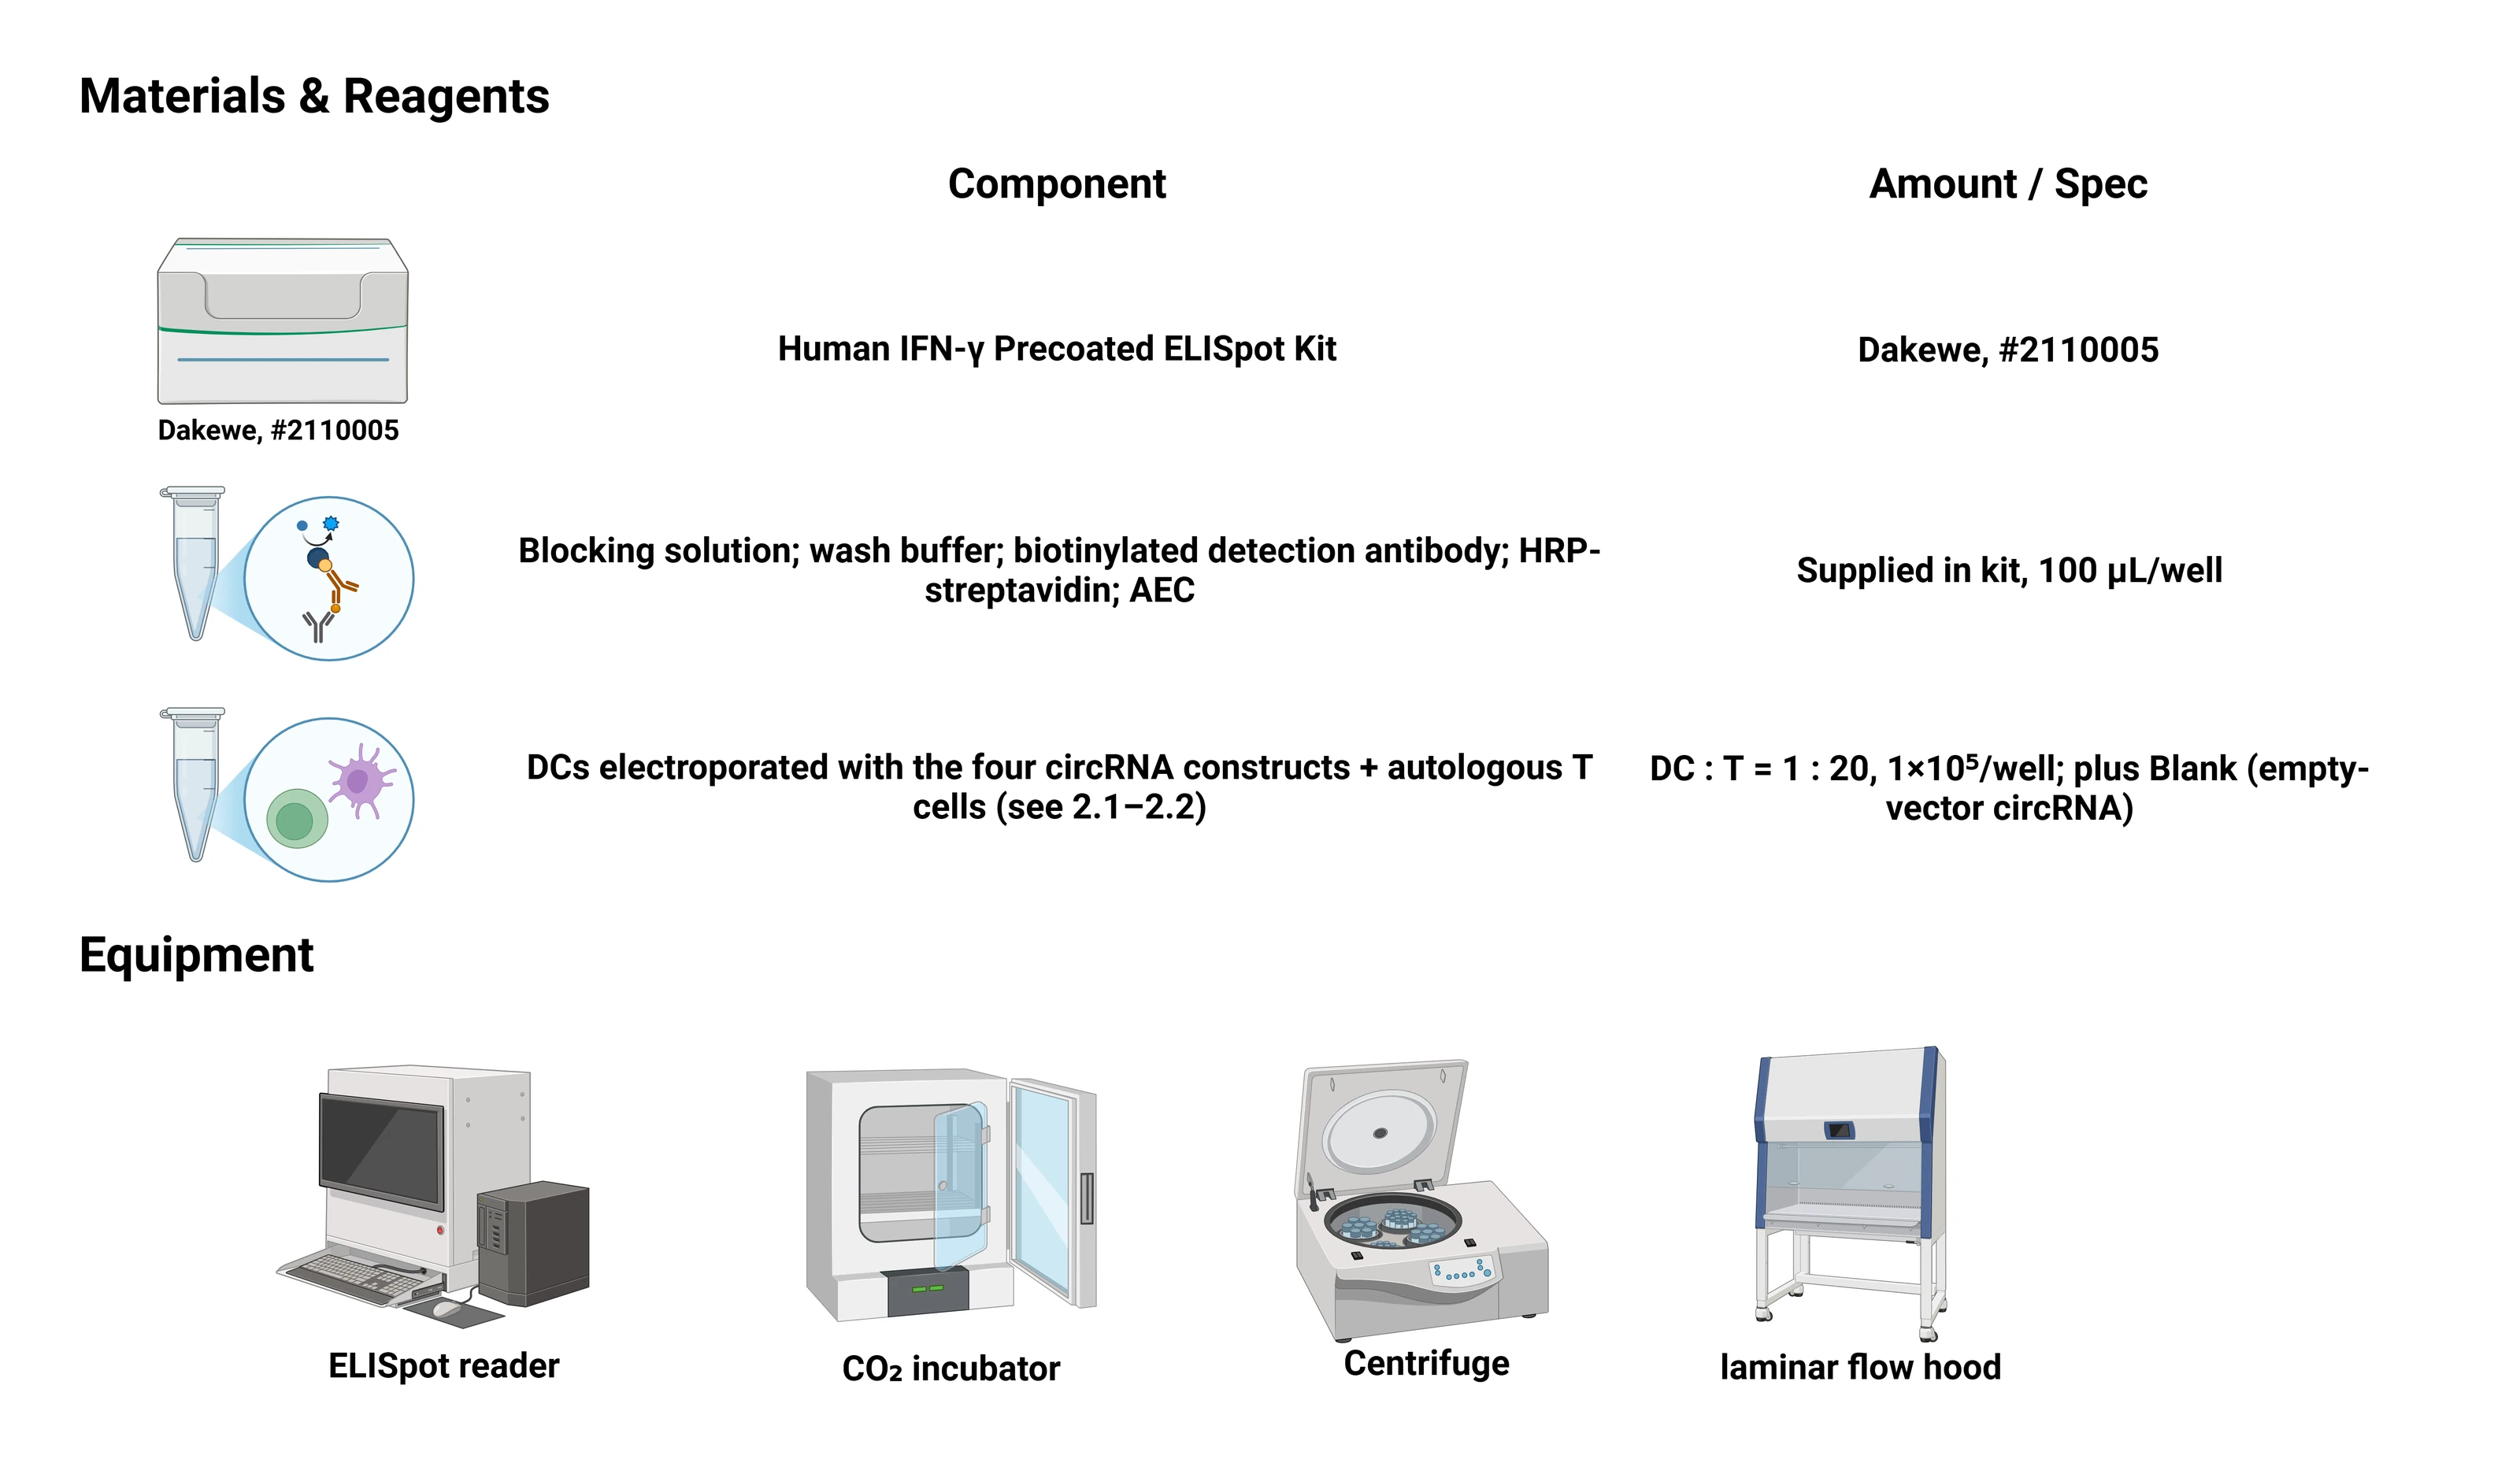 Materials & Reagents
Component
Amount / Spec
Human IFN-γ Precoated ELISpot Kit
Dakewe, #2110005
Dakewe, #2110005
Blocking solution; wash buffer; biotinylated detection antibody; HRP-
streptavidin; AEC
Supplied in kit, 100 µL/well
DCs electroporated with the four circRNA constructs + autologous T
cells (see 2.1–2.2)
DC : T = 1 : 20, 1×10⁵/well; plus Blank (empty-
vector circRNA)
Equipment
ELISpot reader
CO₂ incubator
Centrifuge
laminar flow hood